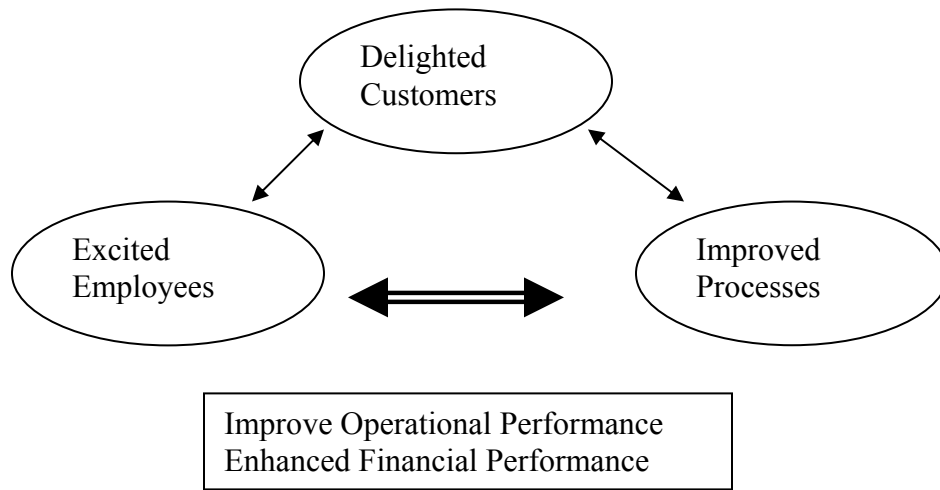 Delighted
Customers
Excited
Employees
Improved
Processes
Improve Operational Performance
Enhanced Financial Performance